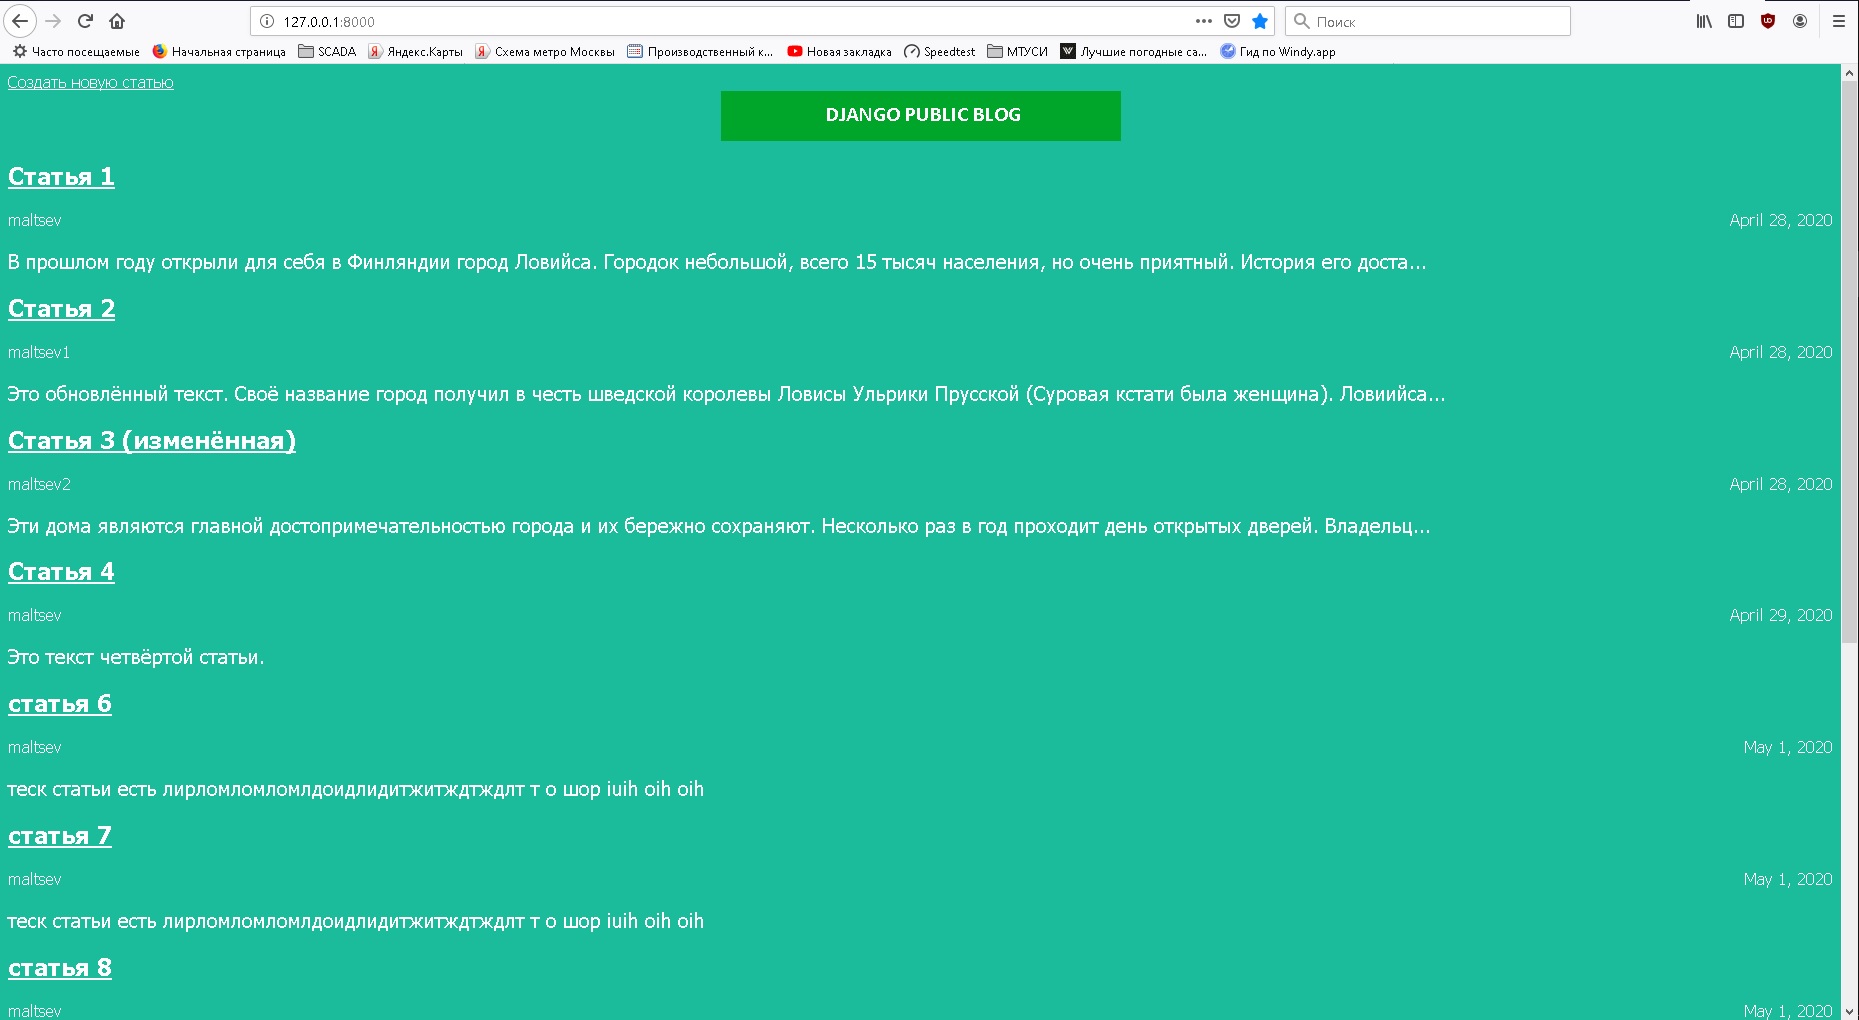 127.0.0.1:8000
Поиск
Часто посещаемые Начальная страница SCADA Яндекс.Карты Схема метро Москвы Производственный к... Новая закладка Speedtest МТУСИ Лучшие погодные са... Гид по Windy.app
Создать новую статью
DJANGO PUBLIC BLOG
Статья 1
maltsev April 28, 2020
В прошлом году открыли для себя в Финляндии город Ловийса. Городок небольшой, всего 15 тысяч населения, но очень приятный. История его доста...
Статья 2
maltsev1 April 28, 2020
Это обновлённый текст. Своё название город получил в честь шведской королевы Ловисы Ульрики Прусской (Суровая кстати была женщина). Ловиийса...
Статья 3 (изменённая)
maltsev2 April 28, 2020
Эти дома являются главной достопримечательностью города и их бережно сохраняют. Несколько раз в год проходит день открытых дверей. Владельц...
Статья 4
maltsev April 29, 2020
Это текст четвёртой статьи.
статья 6
maltsev May 1, 2020
теск статьи есть лирломломломлдоидлидитжитждтждлт т о шор iuih oih oih
статья 7
maltsev May 1, 2020
теск статьи есть лирломломломлдоидлидитжитждтждлт т о шор iuih oih oih
статья 8
maltsev May 1, 2020